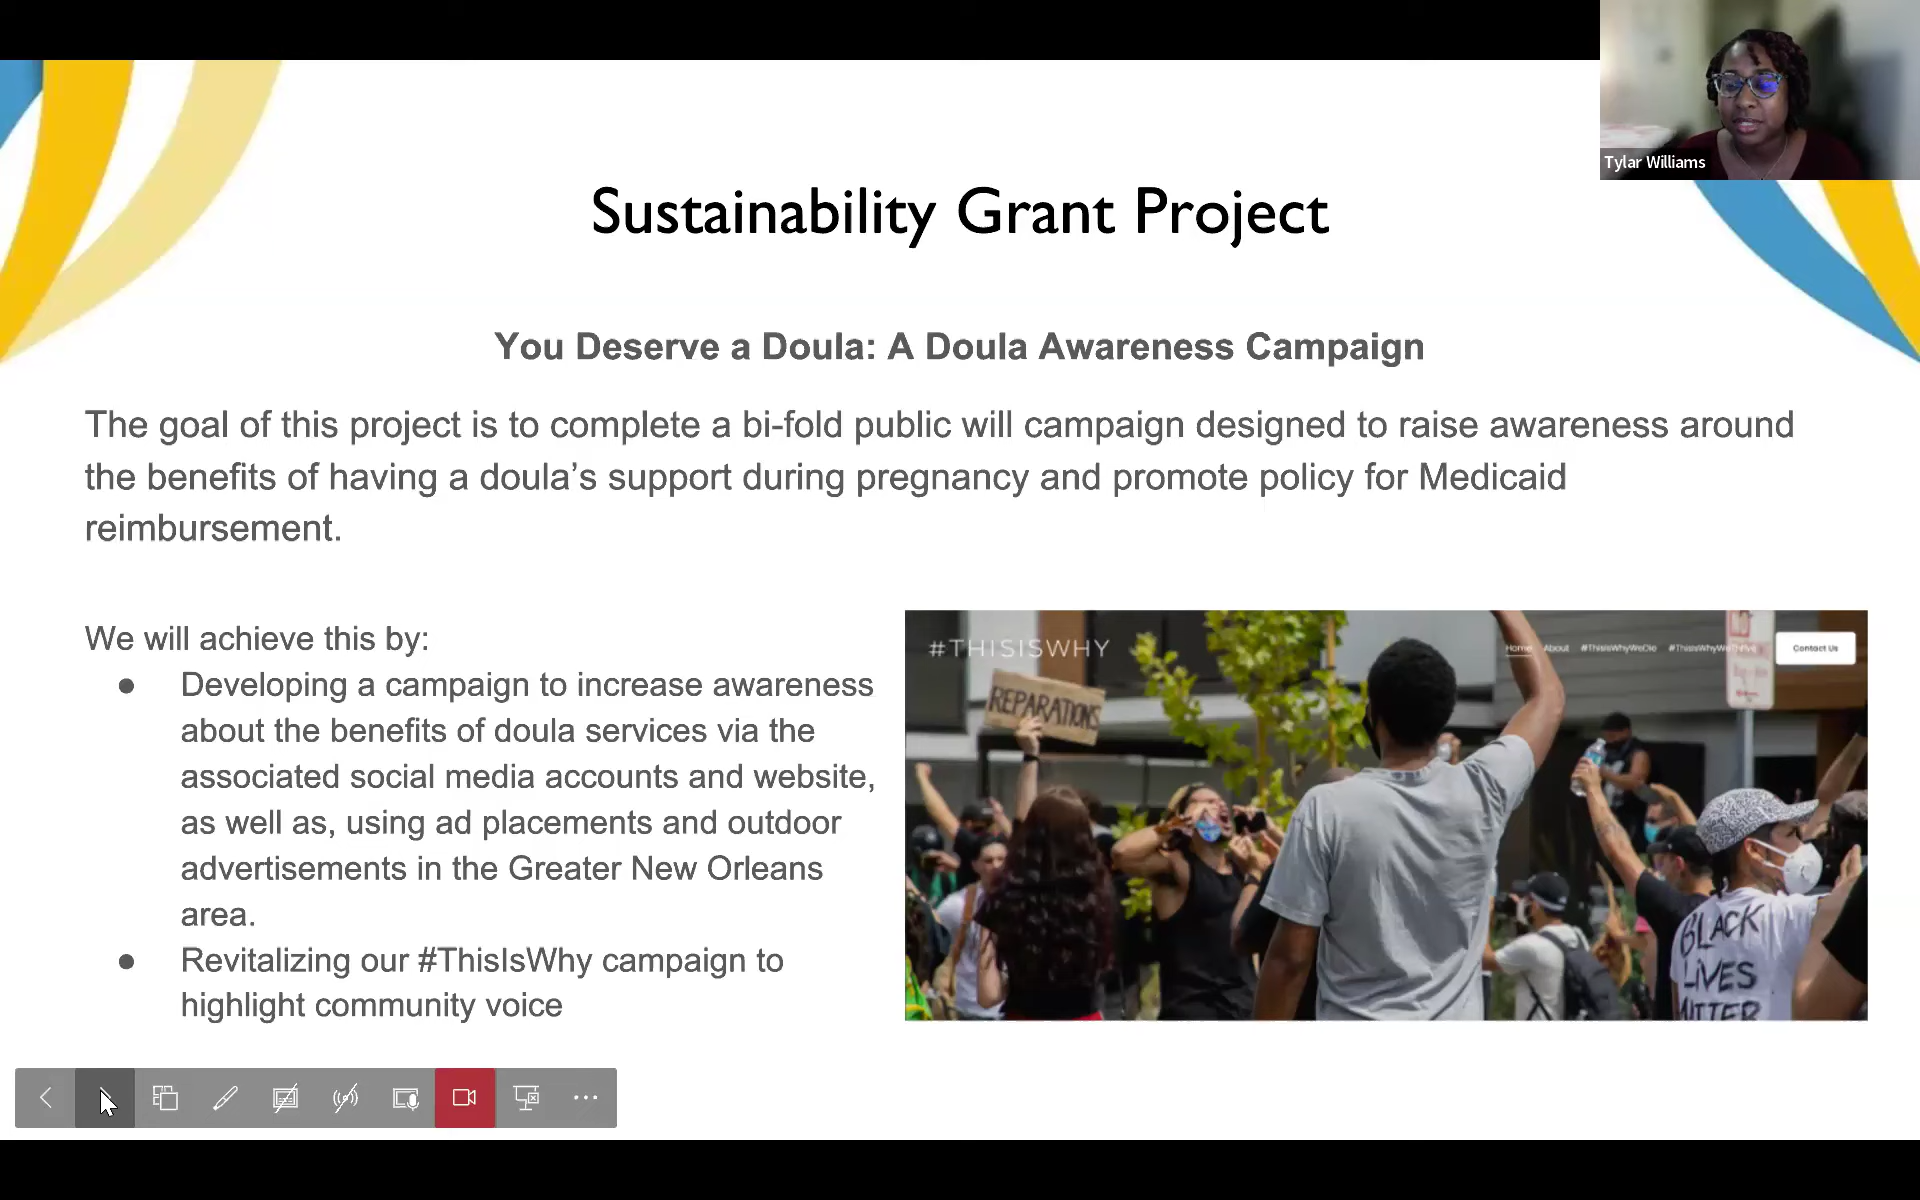 Tylar Williams
Sustainability Grant Project
You Deserve a Doula: A Doula Awareness Campaign
The goal of this project is to complete a bi-fold public will campaign designed to raise awareness around
the benefits of having a doula’s support during pregnancy and promote policy for Medicaid
reimbursement.
We will achieve this by:
● Developing a campaign to increase awareness
about the benefits of doula services via the
associated social media accounts and website,
as well as, using ad placements and outdoor
advertisements in the Greater New Orleans
area.
● Revitalizing our #ThisIsWhy campaign to
highlight community voice
#THISISWHY
Home About #ThisIsWhyWeDie
Contact Us
REPARATIONS
BLACK
LIVES
MATTER